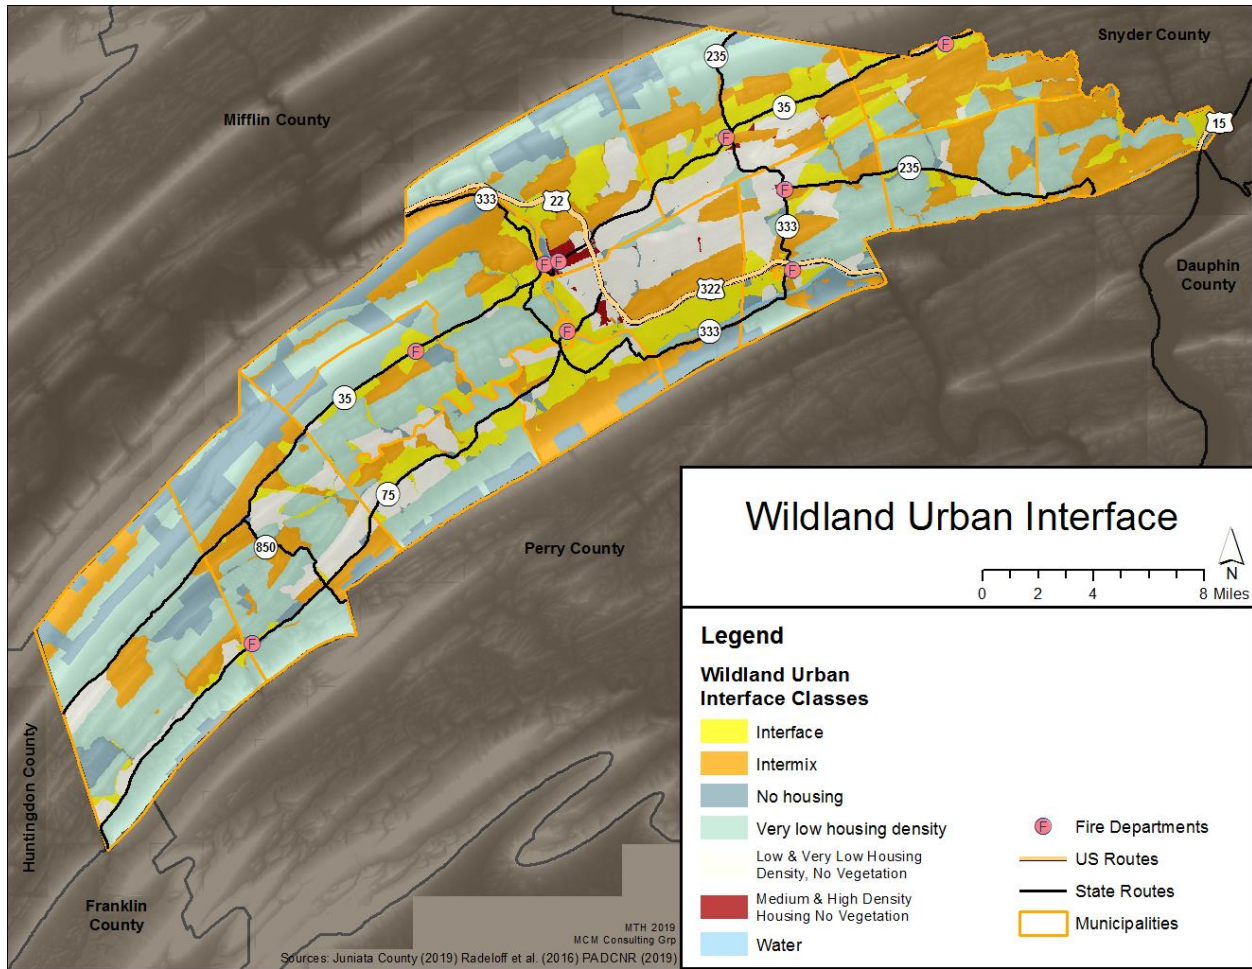 Snyder County
235
Mifflin County
35
15
235
333
22
333
Dauphin
County
322
333
35
75
850
Perry County
Huntingdon County
Franklin
County
F
F
F
F
F
F
F
F
F
Wildland Urban Interface
N
0 2 4 8 Miles
Legend
Wildland Urban
Interface Classes
Interface
Intermix
No housing
Very low housing density
Low & Very Low Housing
Density, No Vegetation
Medium & High Density
Housing No Vegetation
Water
F Fire Departments
US Routes
State Routes
Municipalities
MTH 2019
MCM Consulting Grp
Sources: Juniata County (2019) Radeloff et al. (2016) PADCNR (2019)